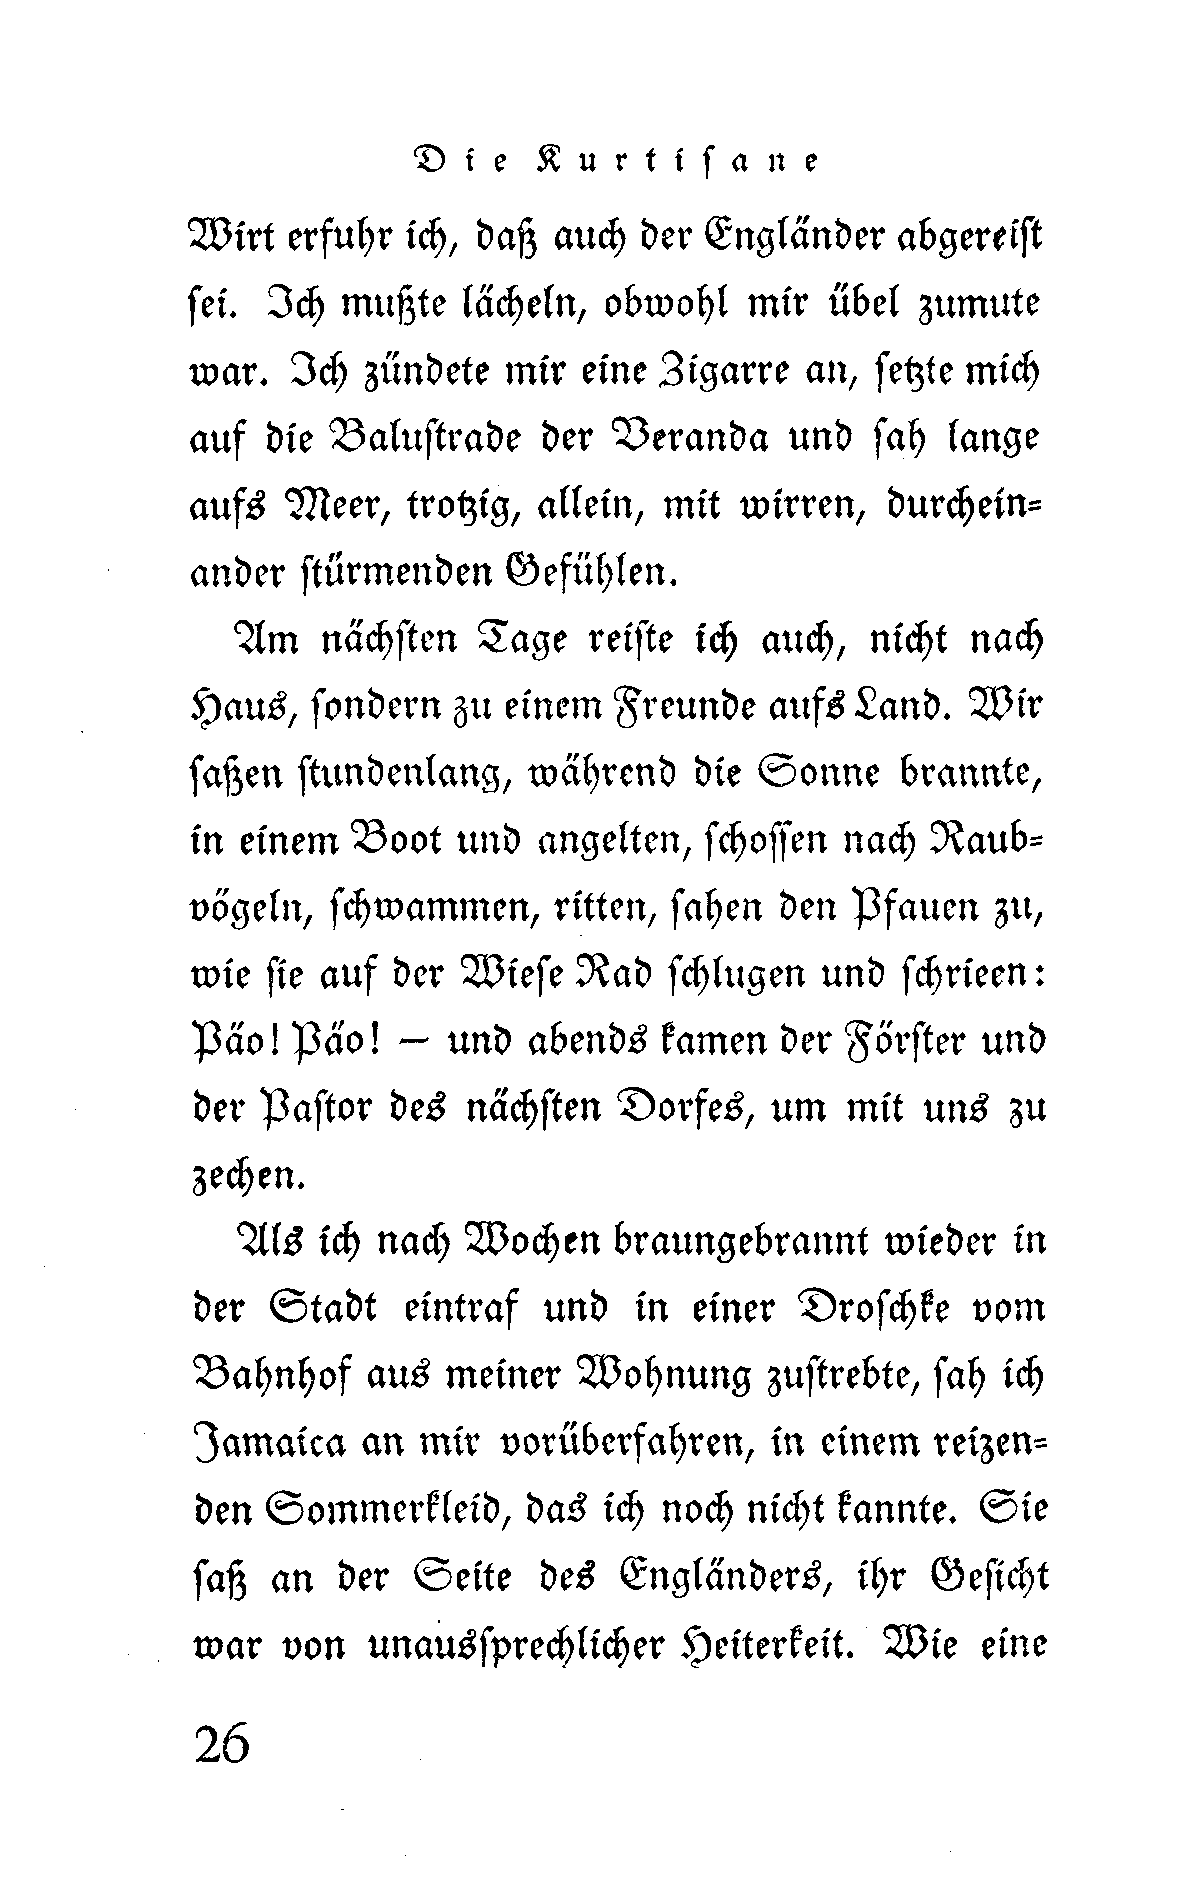 Die Kurtisane
Wirt erfuhr ich, daß auch der Engländer abgereist
sei. Ich mußte lächeln, obwohl mir übel zumute
war. Ich zündete mir eine Zigarre an, setzte mich
auf die Balustrade der Veranda und sah lange
aufs Meer, trotzig, allein, mit wirren, durchein-
ander stürmenden Gefühlen.
Am nächsten Tage reiste ich auch, nicht nach
Haus, sondern zu einem Freunde aufs Land. Wir
saßen stundenlang, während die Sonne brannte,
in einem Boot und angelten, schossen nach Raub-
vögeln, schwammen, ritten, sahen den Pfauen zu,
wie sie auf der Wiese Rad schlugen und schrieen:
Päo! Päo! — und abends kamen der Förster und
der Pastor des nächsten Dorfes, um mit uns zu
zechen.
Als ich nach Wochen braungebrannt wieder in
der Stadt eintraf und in einer Droschke vom
Bahnhof aus meiner Wohnung zustrebte, sah ich
Jamaica an mir vorüberfahren, in einem reizen-
den Sommerkleid, das ich noch nicht kannte. Sie
saß an der Seite des Engländers, ihr Gesicht
war von unaussprechlicher Heiterkeit. Wie eine
26